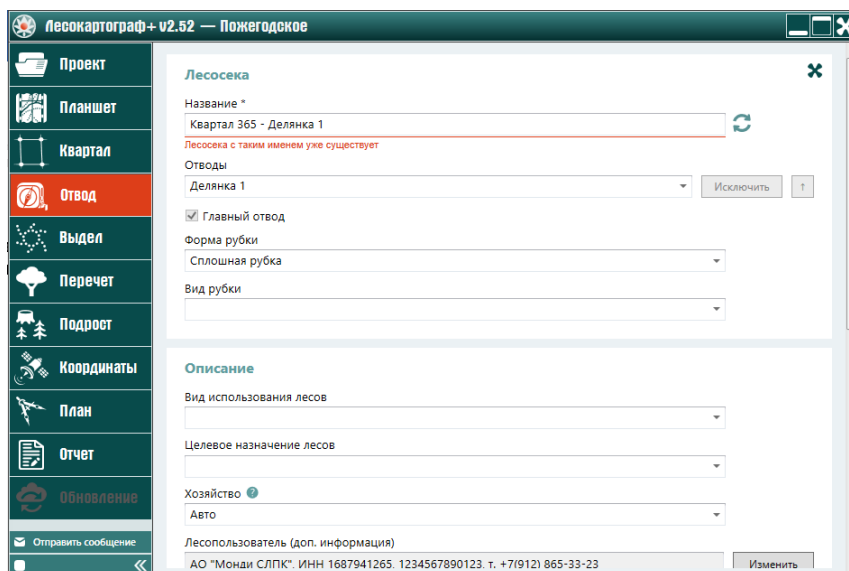 Лесокартограф+ v2.52 — Пожегодское
Проект
Планшет
Квартал
Отвод
Выдел
Перечет
Подрост
Координаты
План
Отчет
Обновление
Отправить сообщение
Лесосека
Название *
Квартал 365 - Делянка 1
Лесосека с таким именем уже существует
Отводы
Делянка 1
Исключить
Главный отвод
Форма рубки
Сплошная рубка
Вид рубки
Описание
Вид использования лесов
Целевое назначение лесов
Хозяйство
Авто
Лесопользователь (доп. информация)
АО "Монди СЛПК", ИНН 1687941265, 1234567890123, т. +7(912) 865-33-23
Изменить